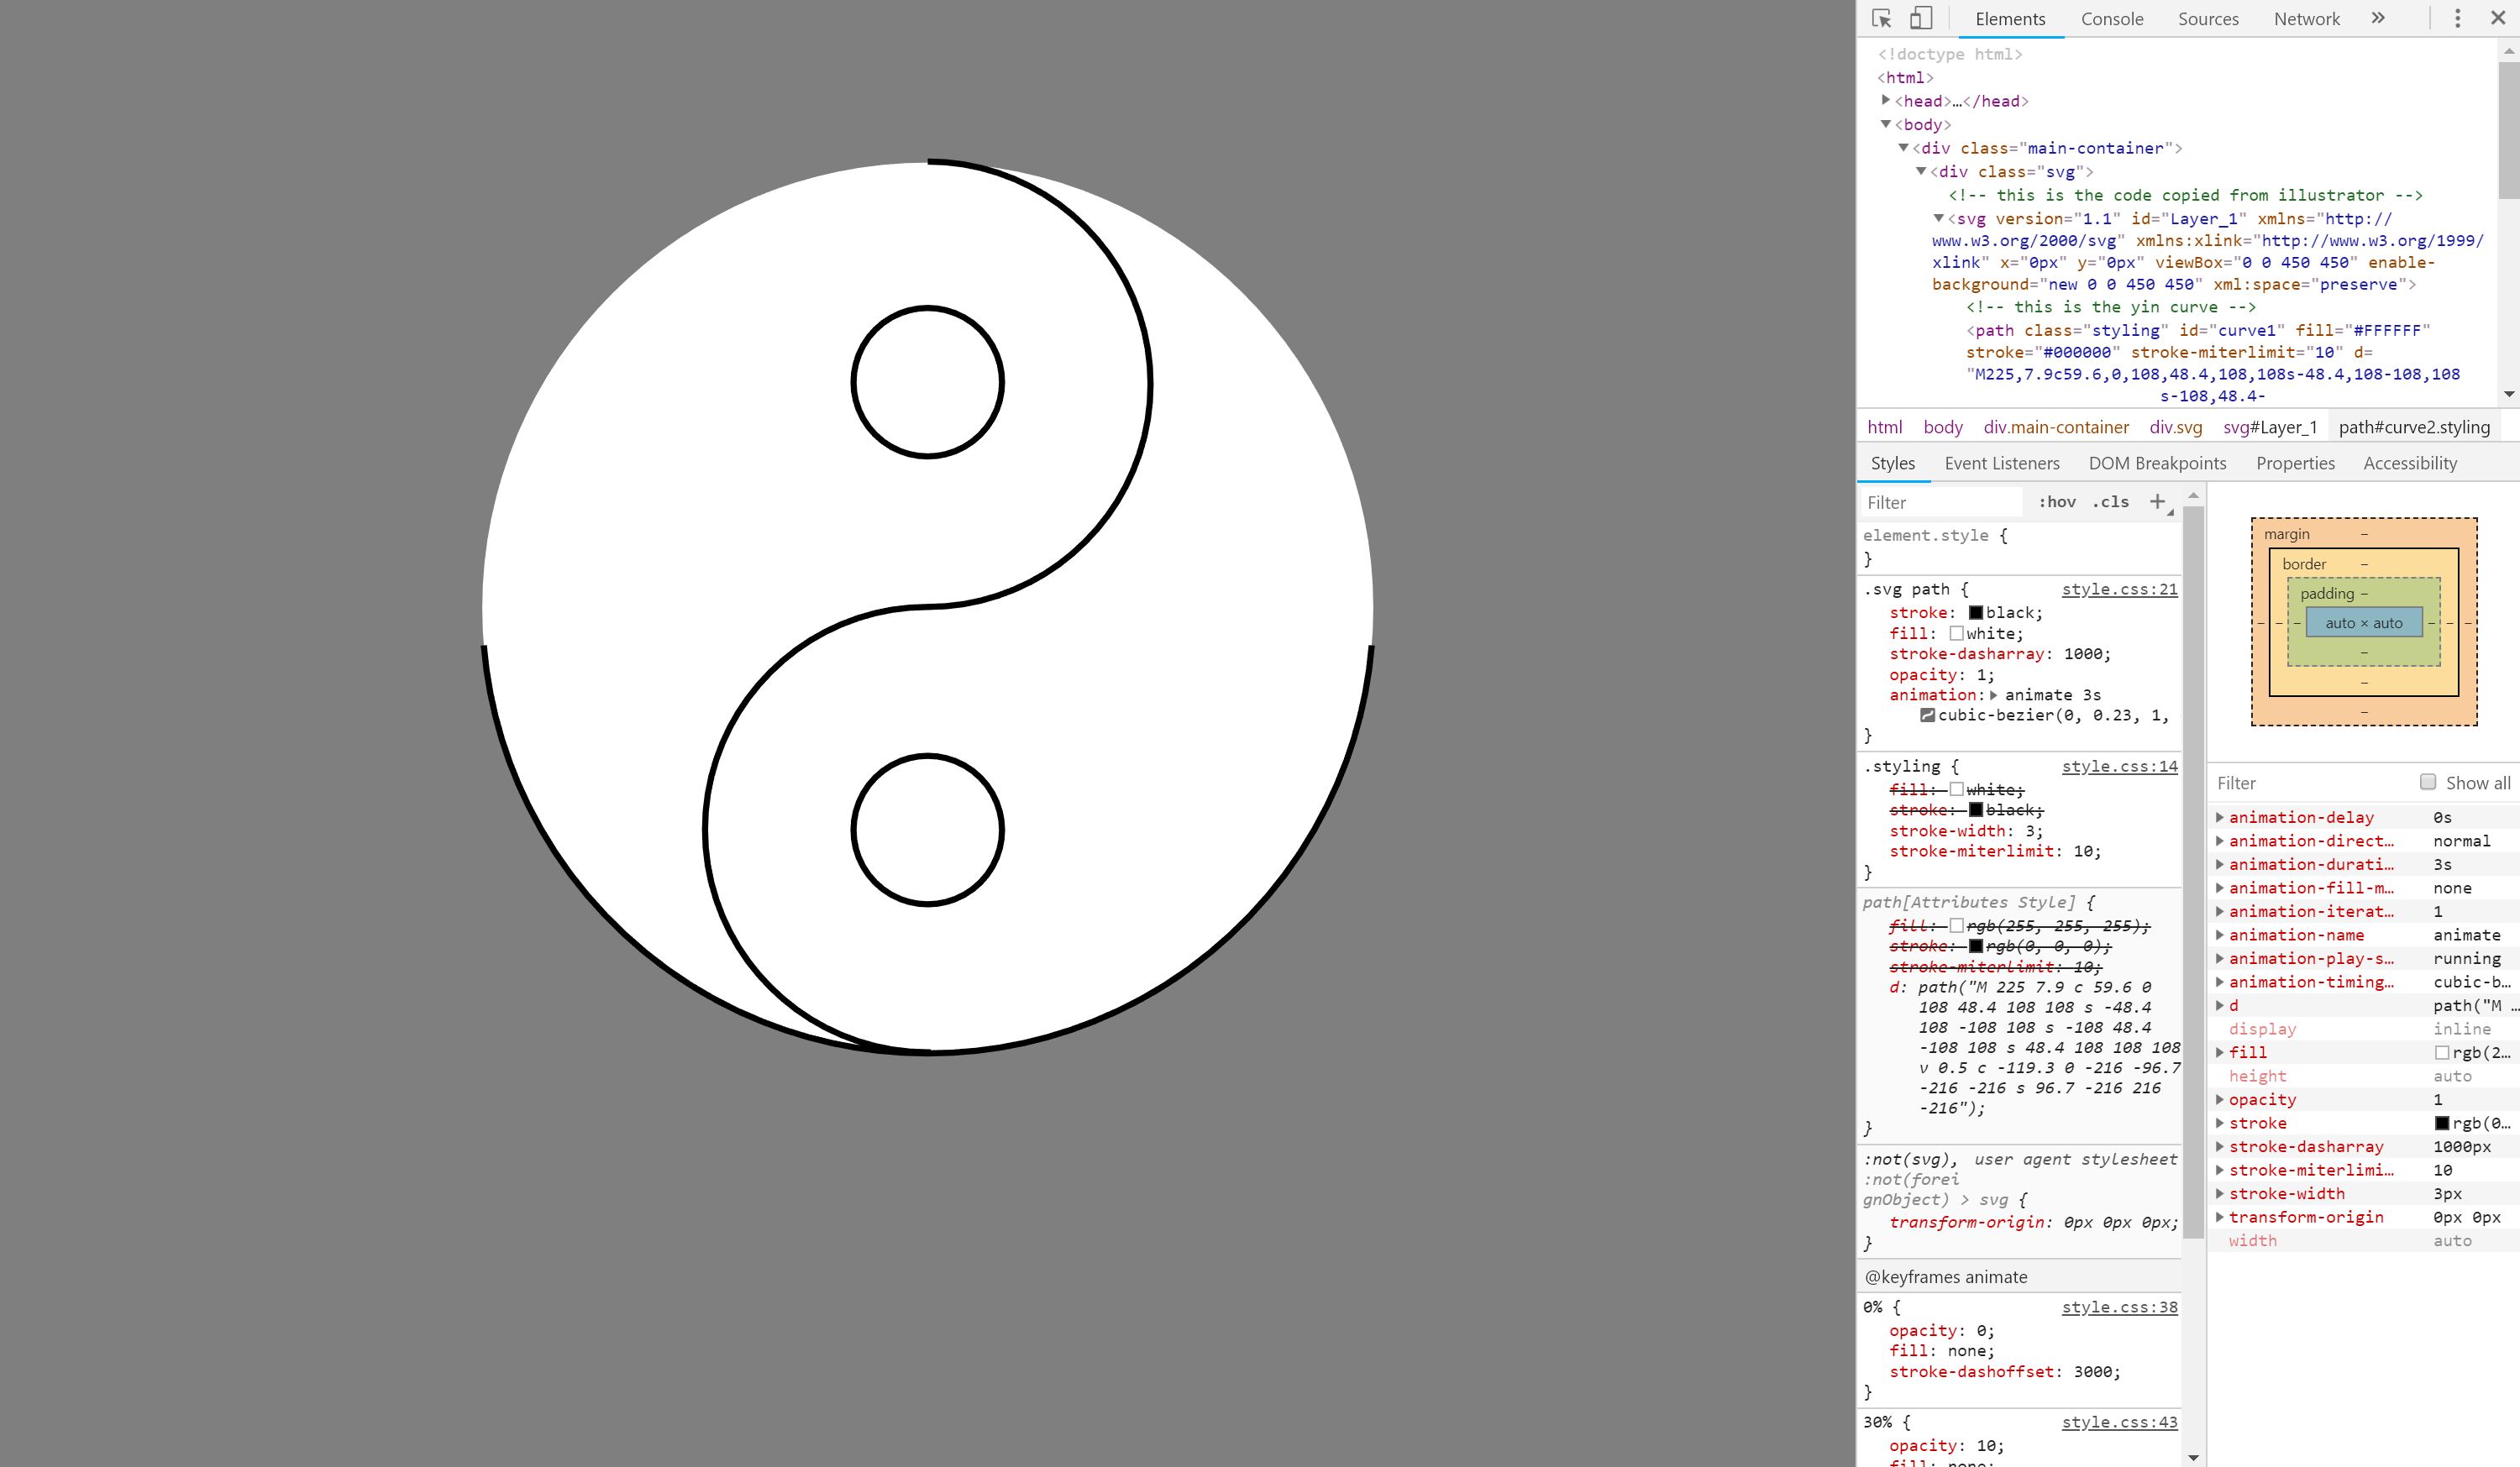 Elements Console Sources Network
<!doctype html>
<html>
<head>…</head>
<body>
<div class="main-container">
<div class="svg">
<!-- this is the code copied from illustrator -->
<svg version="1.1" id="Layer_1" xmlns="http://
www.w3.org/2000/svg" xmlns:xlink="http://www.w3.org/1999/
xlink" x="0px" y="0px" viewBox="0 0 450 450" enable-
background="new 0 0 450 450" xml:space="preserve">
<!-- this is the yin curve -->
<path class="styling" id="curve1" fill="#FFFFFF"
stroke="#000000" stroke-miterlimit="10" d=
"M225,7.9c59.6,0,108,48.4,108,108s-48.4,108-108,108
s-108,48.4-
html body div.main-container div.svg svg#Layer_1 path#curve2.styling
Styles Event Listeners DOM Breakpoints Properties Accessibility
Filter :hov .cls +
element.style {
}
.svg path { style.css:21
stroke: black;
fill: white;
stroke-dasharray: 1000;
opacity: 1;
animation: animate 3s
cubic-bezier(0, 0.23, 1,
}
.styling { style.css:14
fill: white;
stroke: black;
stroke-width: 3;
stroke-miterlimit: 10;
}
path[Attributes Style] {
fill: rgb(255, 255, 255);
stroke: rgb(0, 0, 0);
stroke-miterlimit: 10;
d: path("M 225 7.9 c 59.6 0
108 48.4 108 108 s -48.4
108 -108 108 s -108 48.4
-108 108 s 48.4 108 108 108
v 0.5 c -119.3 0 -216 -96.7
-216 -216 s 96.7 -216 216
-216");
}
:not(svg), user agent stylesheet
:not(forei
gnObject) > svg {
transform-origin: 0px 0px 0px;
}
@keyframes animate
0% { style.css:38
opacity: 0;
fill: none;
stroke-dashoffset: 3000;
}
30% { style.css:43
opacity: 10;
fill: none;
margin –
border –
padding –
– – – auto × auto – – –
–
–
–
Filter Show all
animation-delay 0s
animation-direct… normal
animation-durati… 3s
animation-fill-m… none
animation-iterat… 1
animation-name animate
animation-play-s… running
animation-timing… cubic-b…
d path("M …
display inline
fill rgb(2…
height auto
opacity 1
stroke rgb(0…
stroke-dasharray 1000px
stroke-miterlimi… 10
stroke-width 3px
transform-origin 0px 0px
width auto